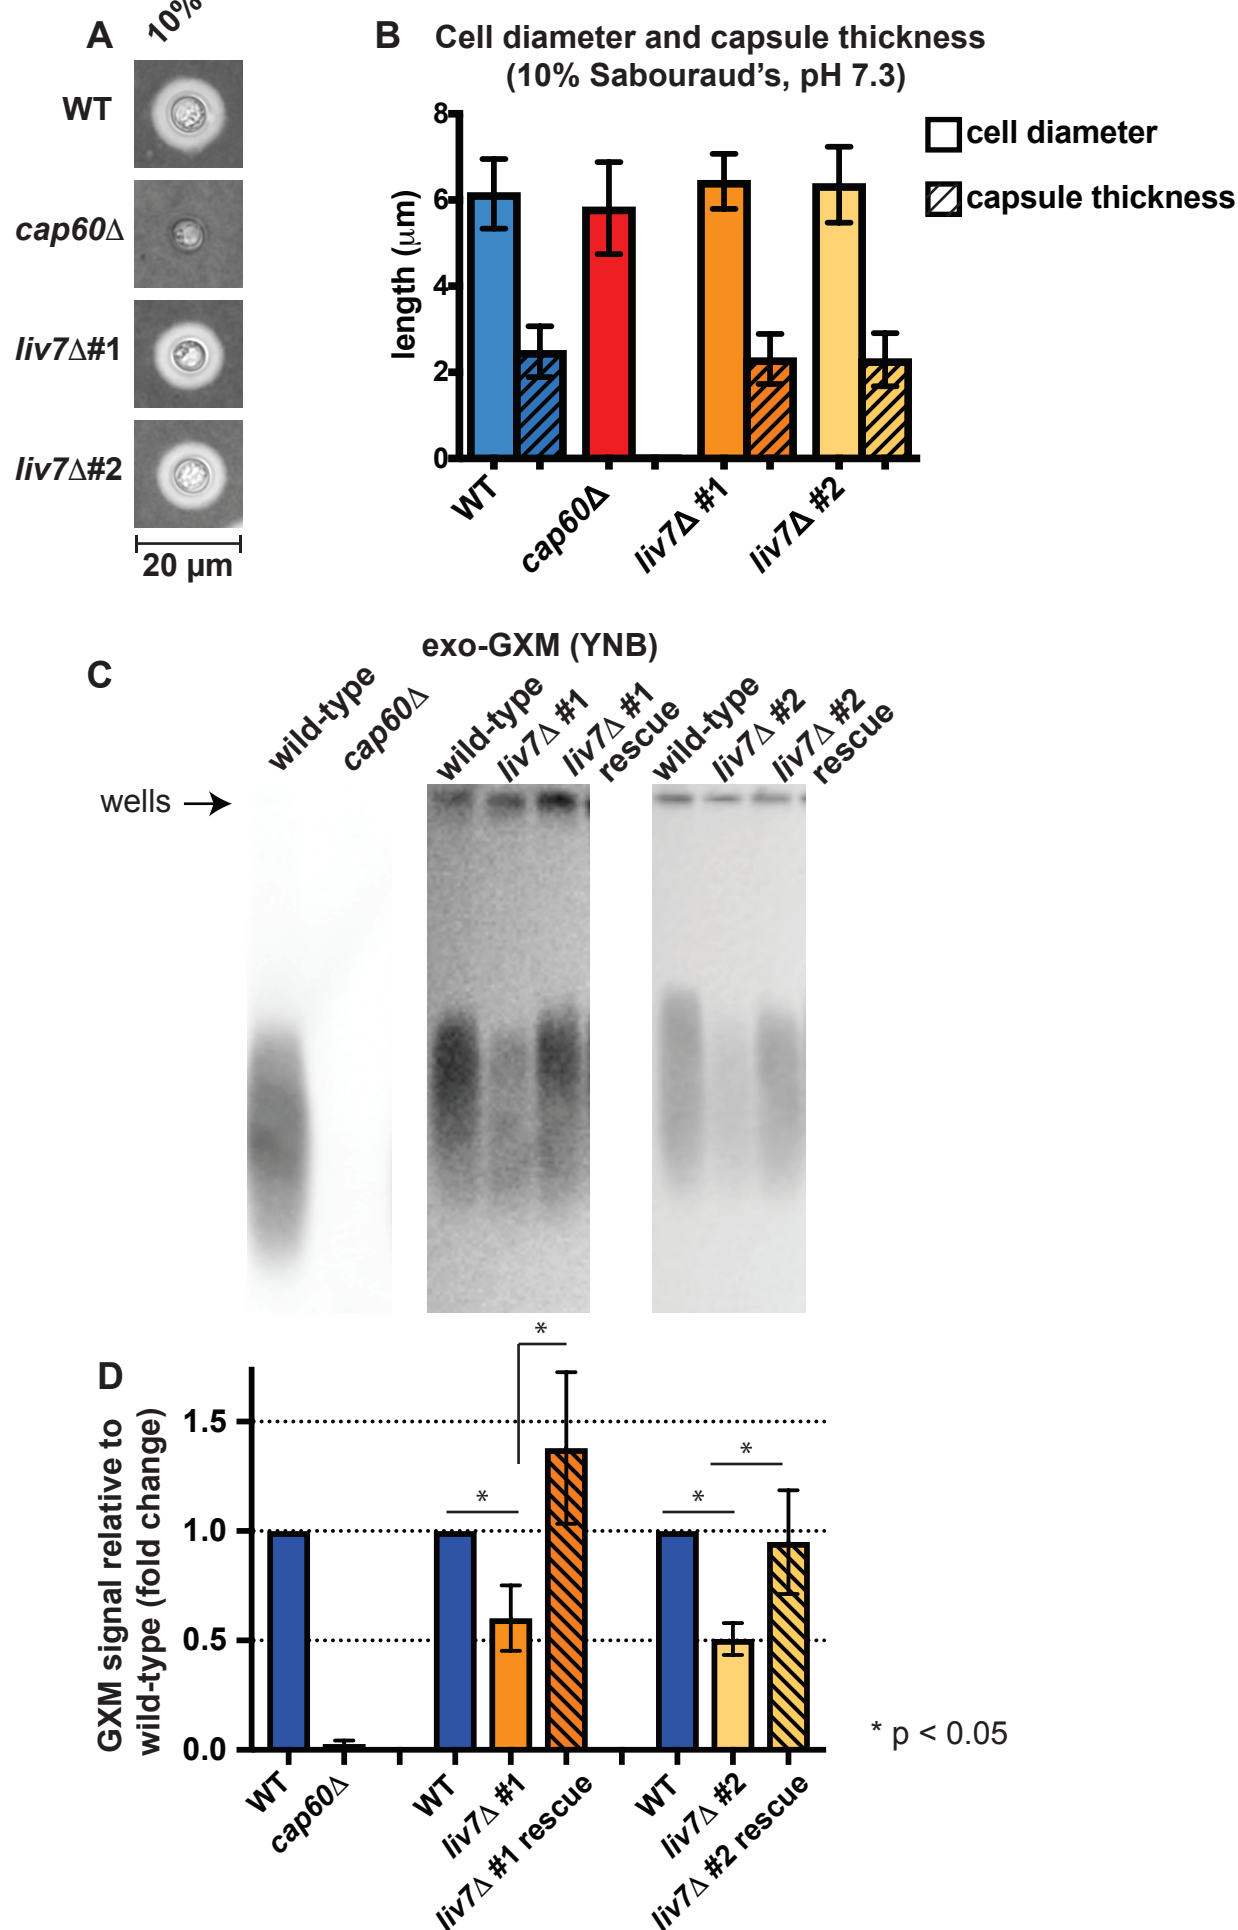 A
10%
WT
cap60Δ
liv7Δ#1
liv7Δ#2
20 μm
B
Cell diameter and capsule thickness
(10% Sabouraud's, pH 7.3)
length (μm)
8
6
4
2
0
cell diameter
capsule thickness
WT
cap60Δ
liv7Δ #1
liv7Δ #2
C
exo-GXM (YNB)
wild-type
cap60Δ
wild-type
liv7Δ #1
liv7Δ #1
rescue
wild-type
liv7Δ #2
liv7Δ #2
rescue
wells
D
GXM signal relative to
wild-type (fold change)
1.5
1.0
0.5
0.0
*
*
*
*
* p < 0.05
WT
cap60Δ
WT
liv7Δ #1
liv7Δ #1 rescue
WT
liv7Δ #2
liv7Δ #2 rescue